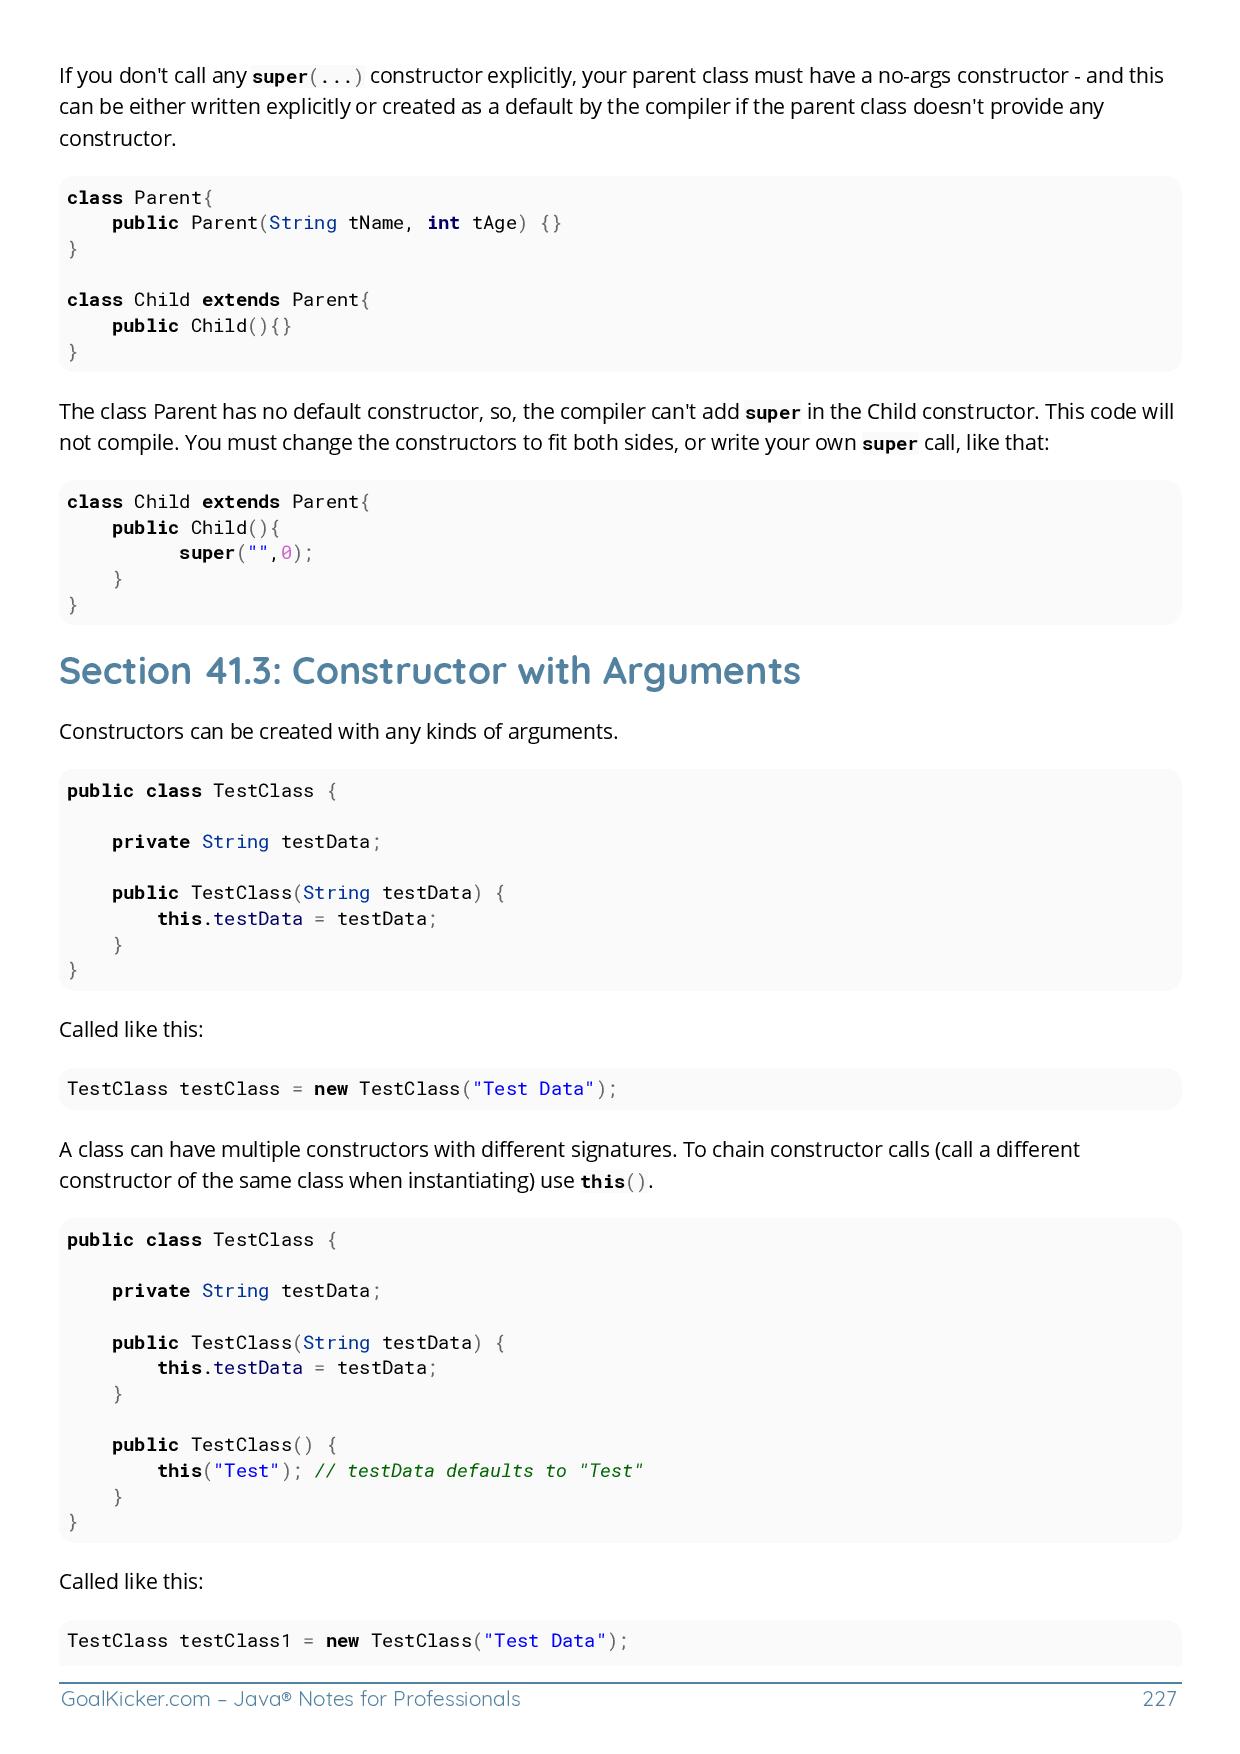 If you don't call any super(...) constructor explicitly, your parent class must have a no-args constructor - and this
can be either written explicitly or created as a default by the compiler if the parent class doesn't provide any
constructor.
class Parent{
    public Parent(String tName, int tAge) {}
}
class Child extends Parent{
    public Child(){}
}
The class Parent has no default constructor, so, the compiler can't add super in the Child constructor. This code will
not compile. You must change the constructors to fit both sides, or write your own super call, like that:
class Child extends Parent{
    public Child(){
          super("",0);
    }
}
Section 41.3: Constructor with Arguments
Constructors can be created with any kinds of arguments.
public class TestClass {
    private String testData;
    public TestClass(String testData) {
        this.testData = testData;
    }
}
Called like this:
TestClass testClass = new TestClass("Test Data");
A class can have multiple constructors with different signatures. To chain constructor calls (call a different
constructor of the same class when instantiating) use this().
public class TestClass {
    private String testData;
    public TestClass(String testData) {
        this.testData = testData;
    }
    public TestClass() {
        this("Test"); // testData defaults to "Test"
    }
}
Called like this:
TestClass testClass1 = new TestClass("Test Data");
GoalKicker.com – Java® Notes for Professionals 227